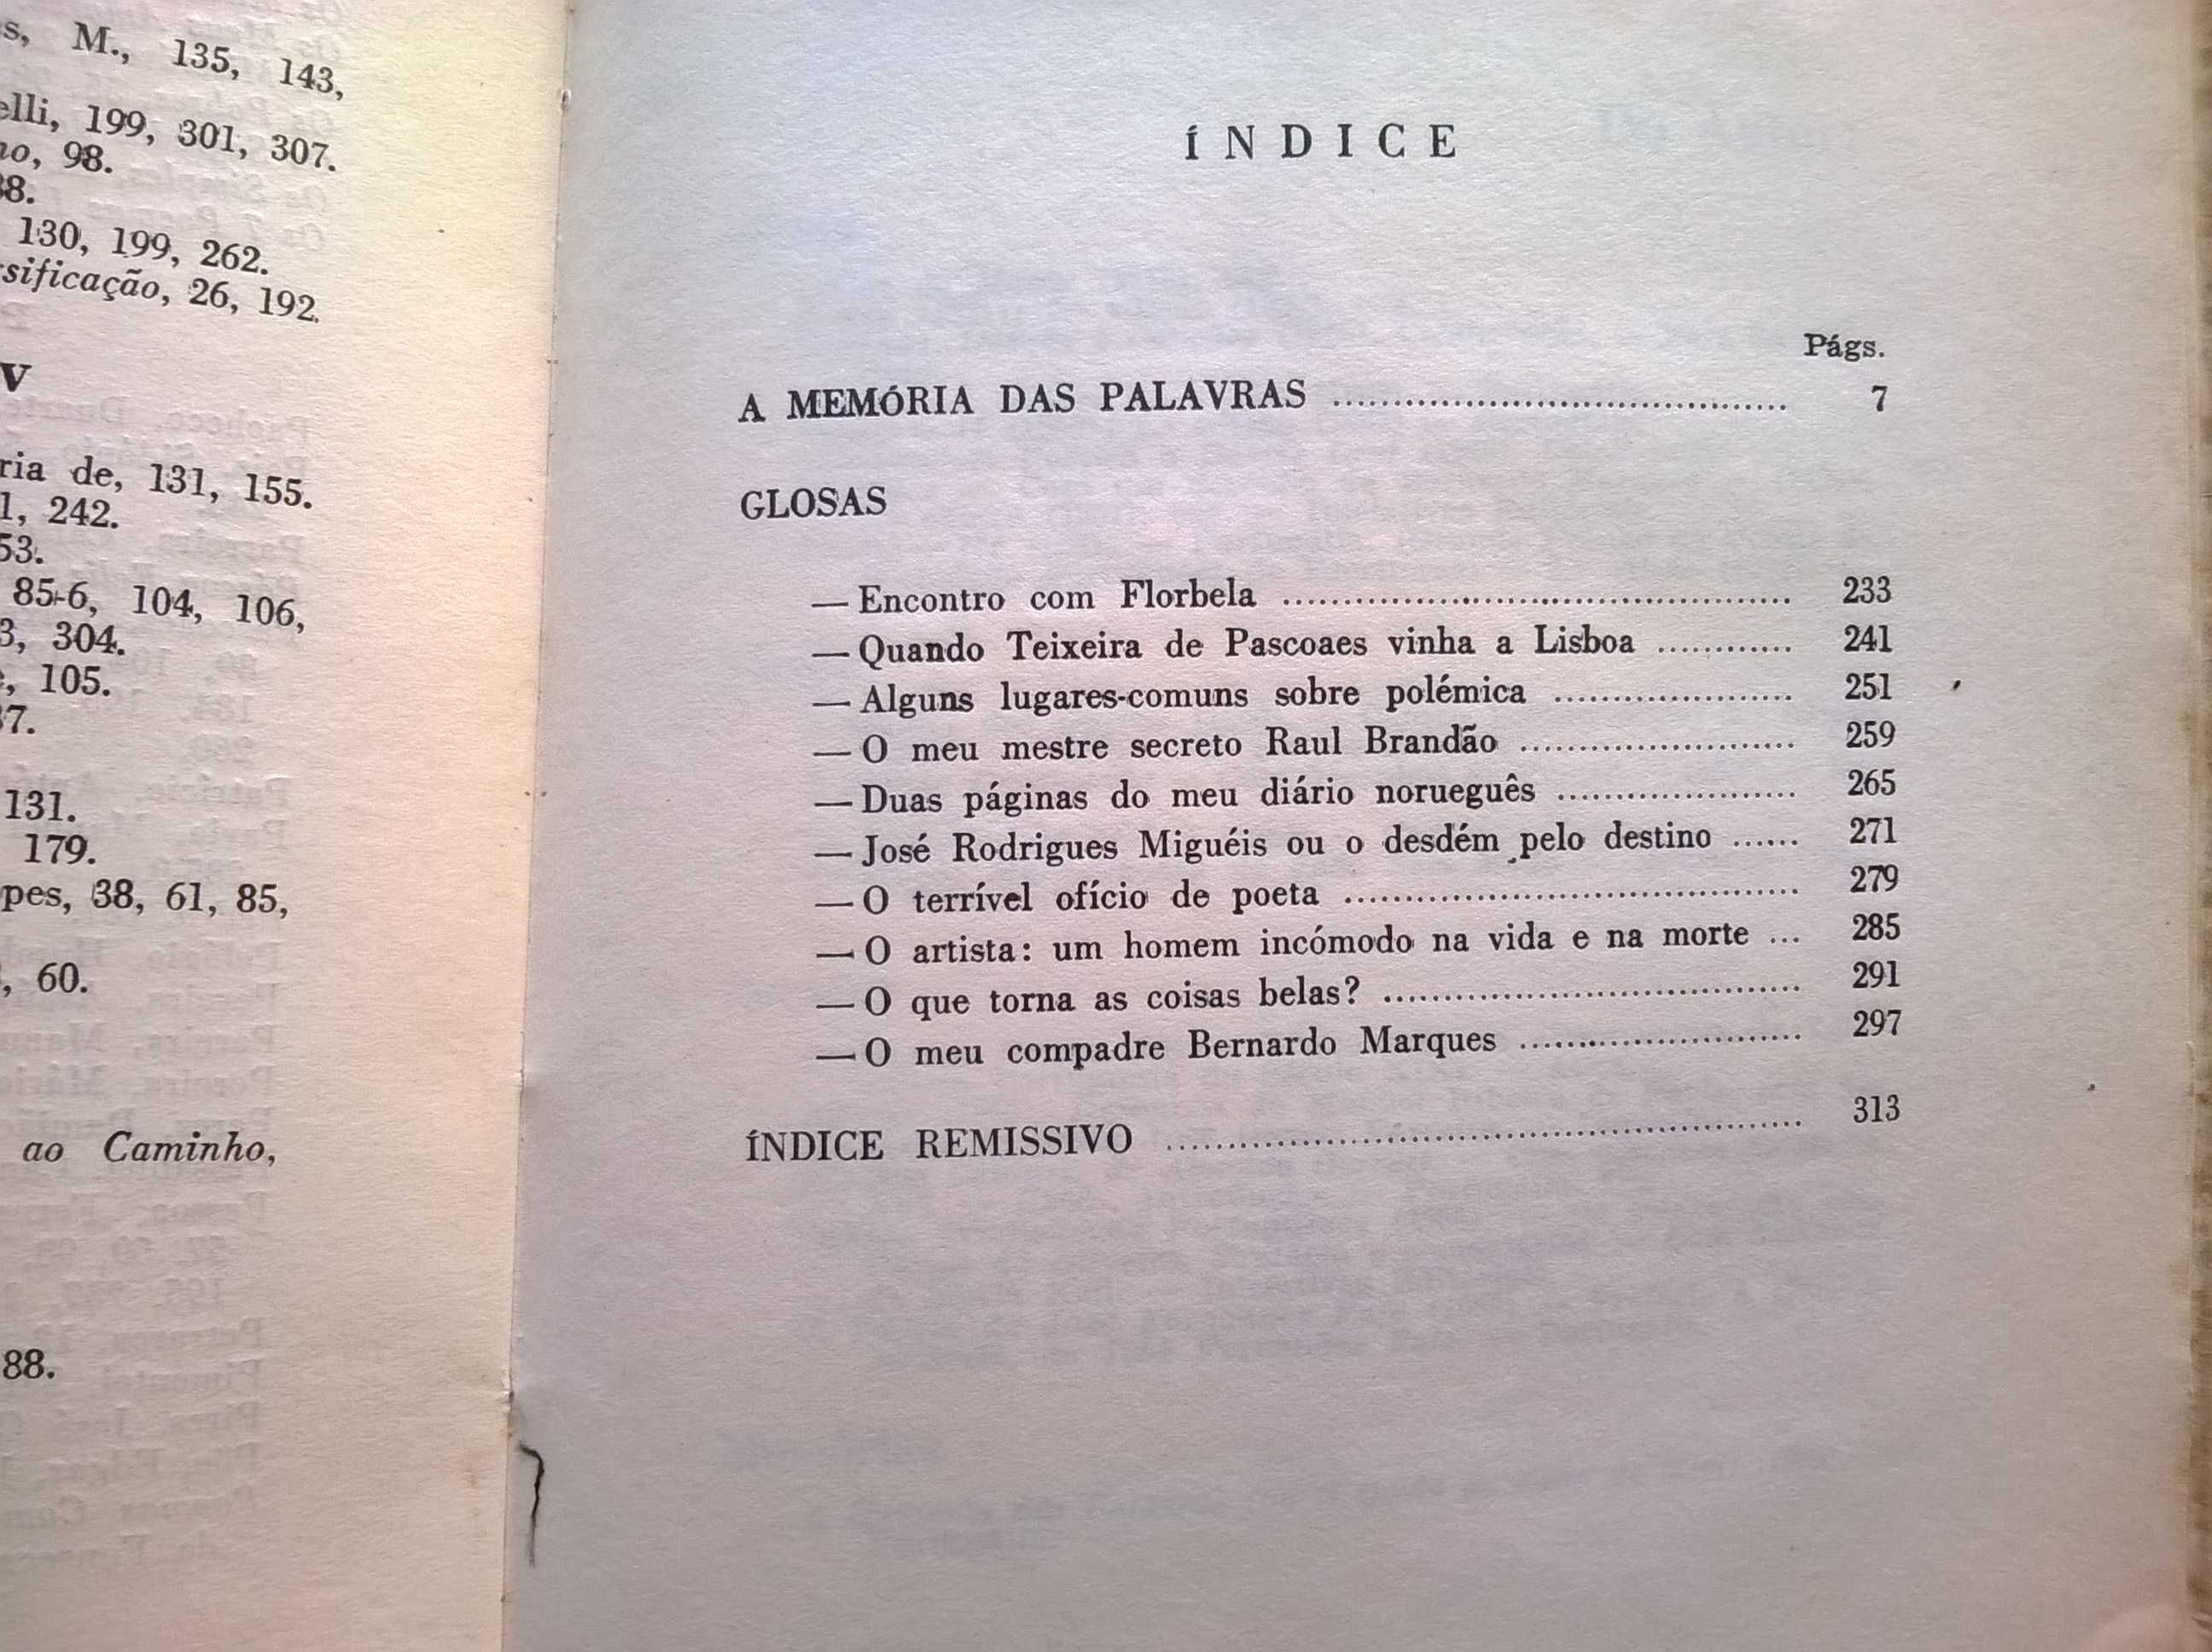 M., 135, 143,
199, 301, 307.
98.
130, 199, 262.
26, 192.
V
de, 131, 155.
242.
85-6, 104, 106,
304.
105.
131.
179.
38, 61, 85,
60.
ao Caminho,
88.
ÍNDICE
Págs.
A MEMÓRIA DAS PALAVRAS ........................................ 7
GLOSAS
— Encontro com Florbela ........................................ 233
— Quando Teixeira de Pascoaes vinha a Lisboa ............ 241
— Alguns lugares-comuns sobre polémica .................... 251
— O meu mestre secreto Raul Brandão ........................ 259
— Duas páginas do meu diário norueguês .................... 265
— José Rodrigues Miguéis ou o desdém pelo destino ...... 271
— O terrível ofício de poeta ........................................ 279
— O artista: um homem incómodo na vida e na morte ... 285
— O que torna as coisas belas? .................................... 291
— O meu compadre Bernardo Marques ........................ 297
ÍNDICE REMISSIVO .................................................... 313